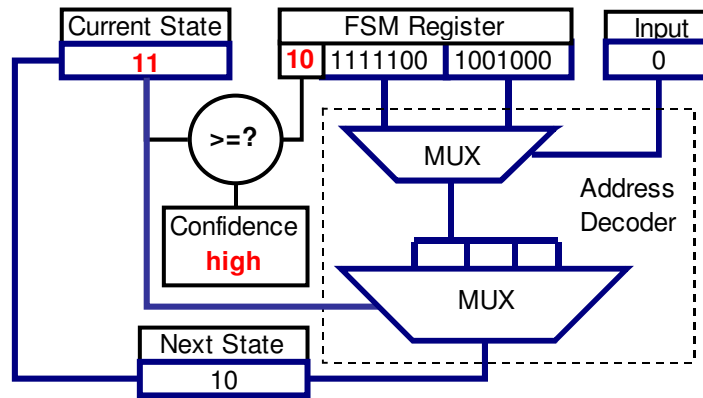 Current State
11
FSM Register
10 1111100 1001000
Input
0
>=?
MUX
Address
Decoder
Confidence
high
MUX
Next State
10